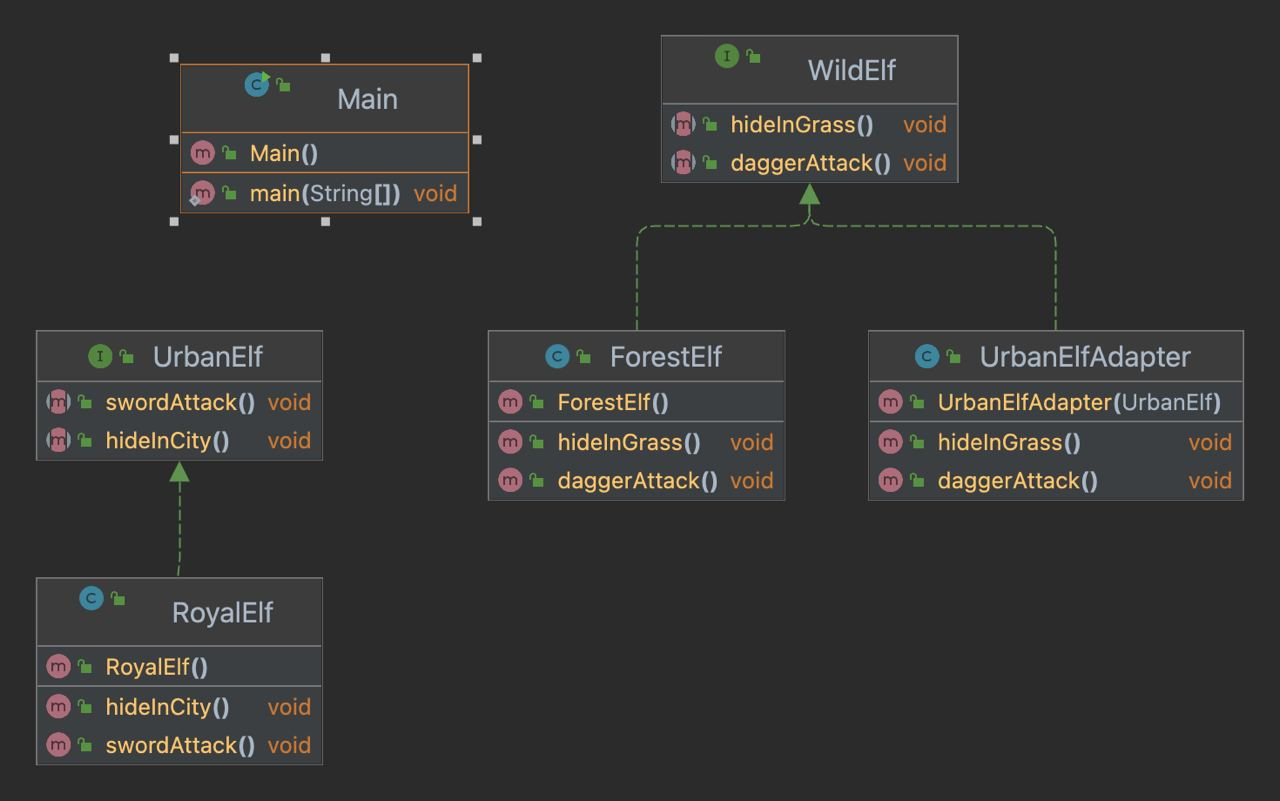 Main
Main()
main(String[]) void
WildElf
hideInGrass() void
daggerAttack() void
UrbanElf
swordAttack() void
hideInCity() void
ForestElf
ForestElf()
hideInGrass() void
daggerAttack() void
UrbanElfAdapter
UrbanElfAdapter(UrbanElf)
hideInGrass() void
daggerAttack() void
RoyalElf
RoyalElf()
hideInCity() void
swordAttack() void